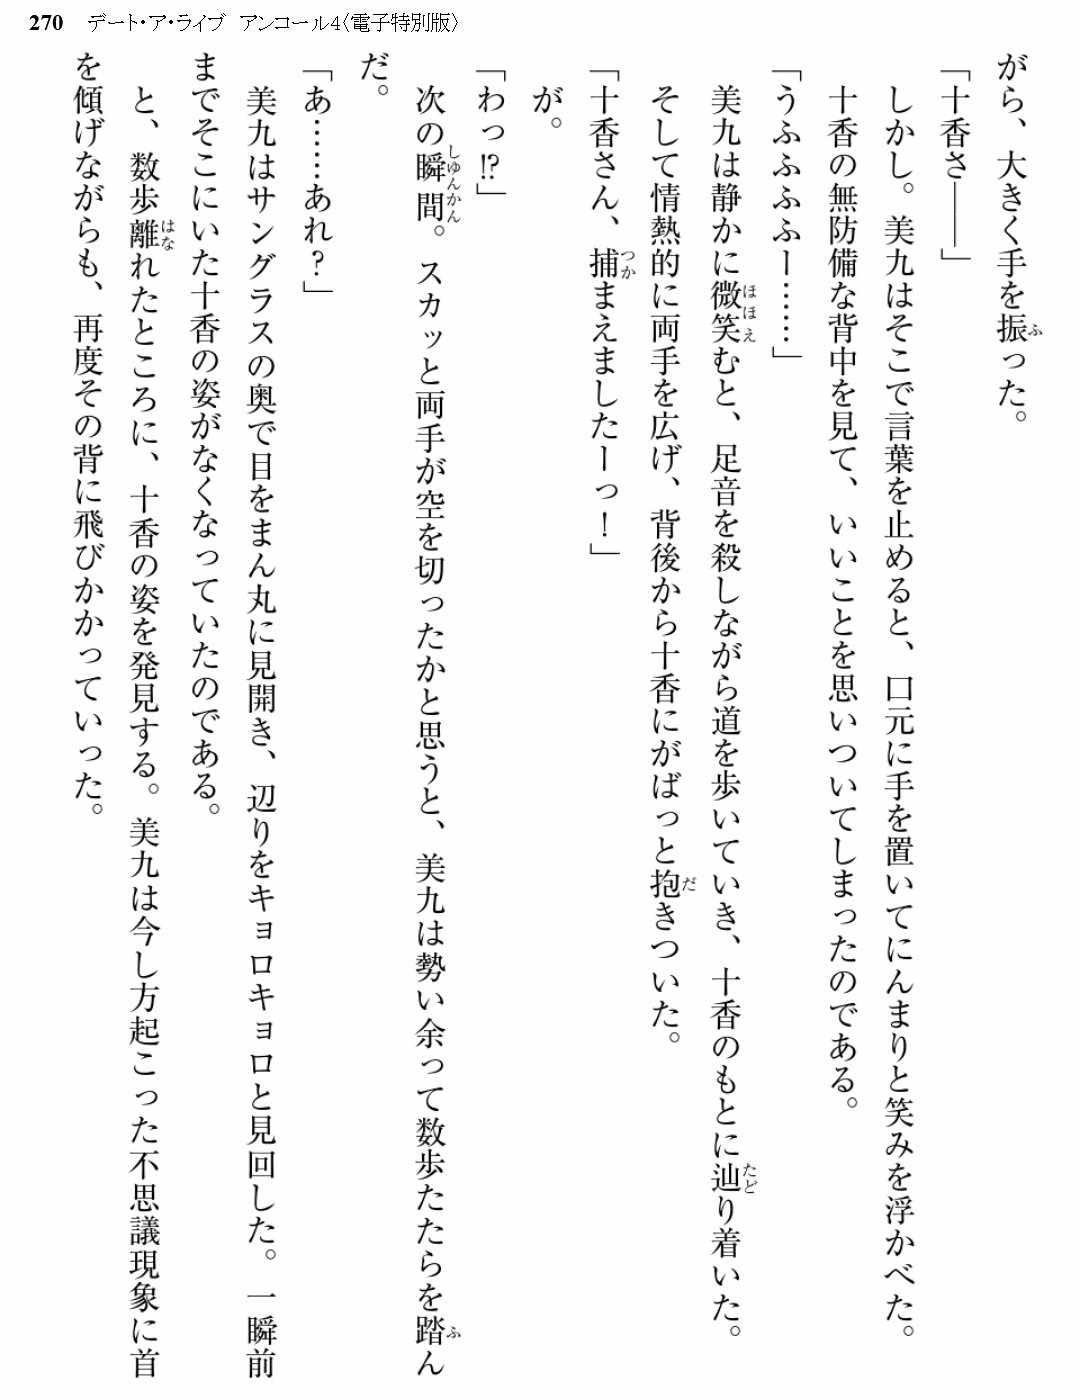 270 デート・ア・ライブ アンコール4〈電子特別版〉
がら、大きく手を振った。
「十香さ――」
しかし。美九はそこで言葉を止めると、口元に手を置いてにんまりと笑みを浮かべた。
十香の無防備な背中を見て、いいことを思いついてしまったのである。
「うふふふふー……」
美九は静かに微笑むと、足音を殺しながら道を歩いていき、十香のもとに辿り着いた。
そして情熱的に両手を広げ、背後から十香にがばっと抱きついた。
「十香さん、捕まえましたーっ！」
が。
「わっ!?」
次の瞬間。スカッと両手が空を切ったかと思うと、美九は勢い余って数歩たたらを踏ん
だ。
「あ……あれ？」
美九はサングラスの奥で目をまん丸に見開き、辺りをキョロキョロと見回した。一瞬前
までそこにいた十香の姿がなくなっていたのである。
と、数歩離れたところに、十香の姿を発見する。美九は今し方起こった不思議現象に首
を傾げながらも、再度その背に飛びかかっていった。